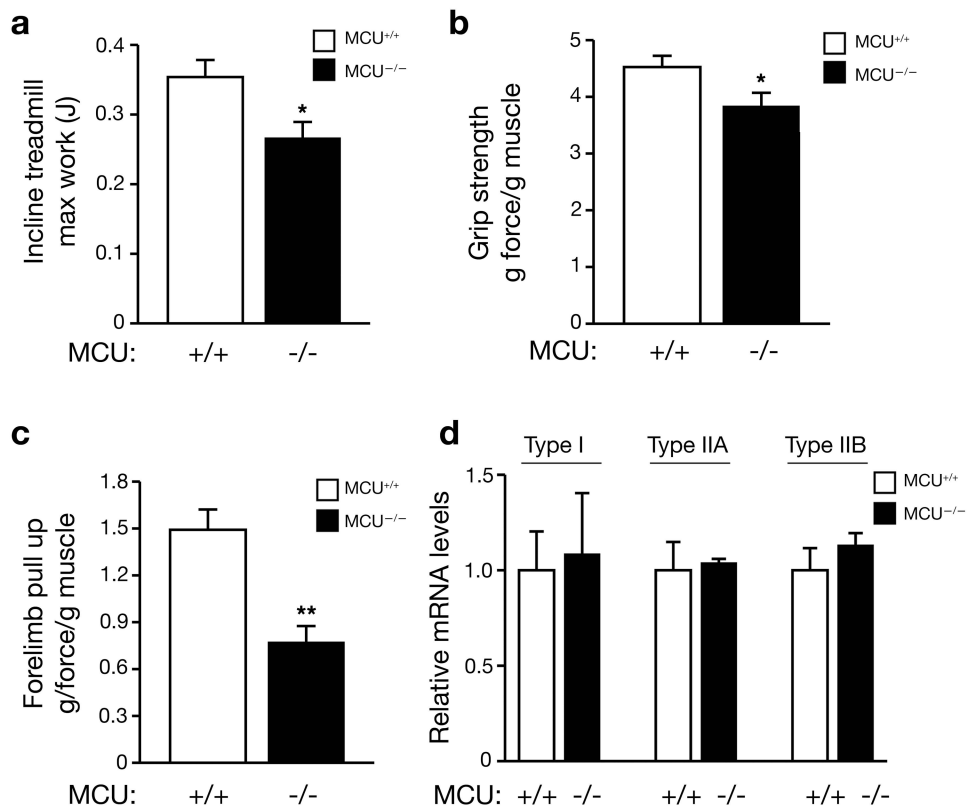 a
Incline treadmill
max work (J)
0.4
0.3
0.2
0.1
0
*
MCU+/+
MCU−/−
MCU: +/+ -/-
b
Grip strength
g force/g muscle
5
4
3
2
1
0
*
MCU+/+
MCU−/−
MCU: +/+ -/-
c
Forelimb pull up
g/force/g muscle
1.8
1.5
1.2
0.9
0.6
0.3
0
**
MCU+/+
MCU−/−
MCU: +/+ -/-
d
Type I Type IIA Type IIB
Relative mRNA levels
1.5
1.0
0.5
0
MCU+/+
MCU−/−
MCU: +/+ -/- +/+ -/- +/+ -/-